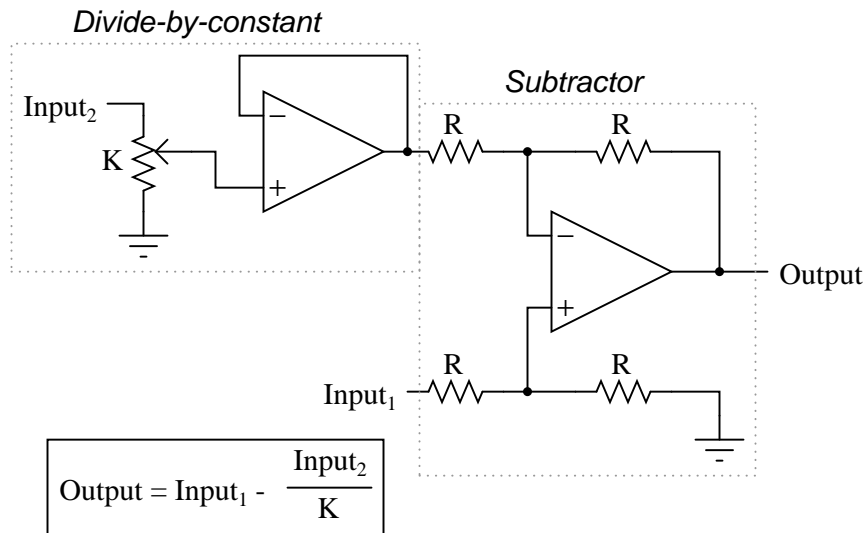 Divide-by-constant
Subtractor
Input₂
K
−
+
R
R
−
+
Output
Input₁
R
R
Output = Input₁ - Input₂
K